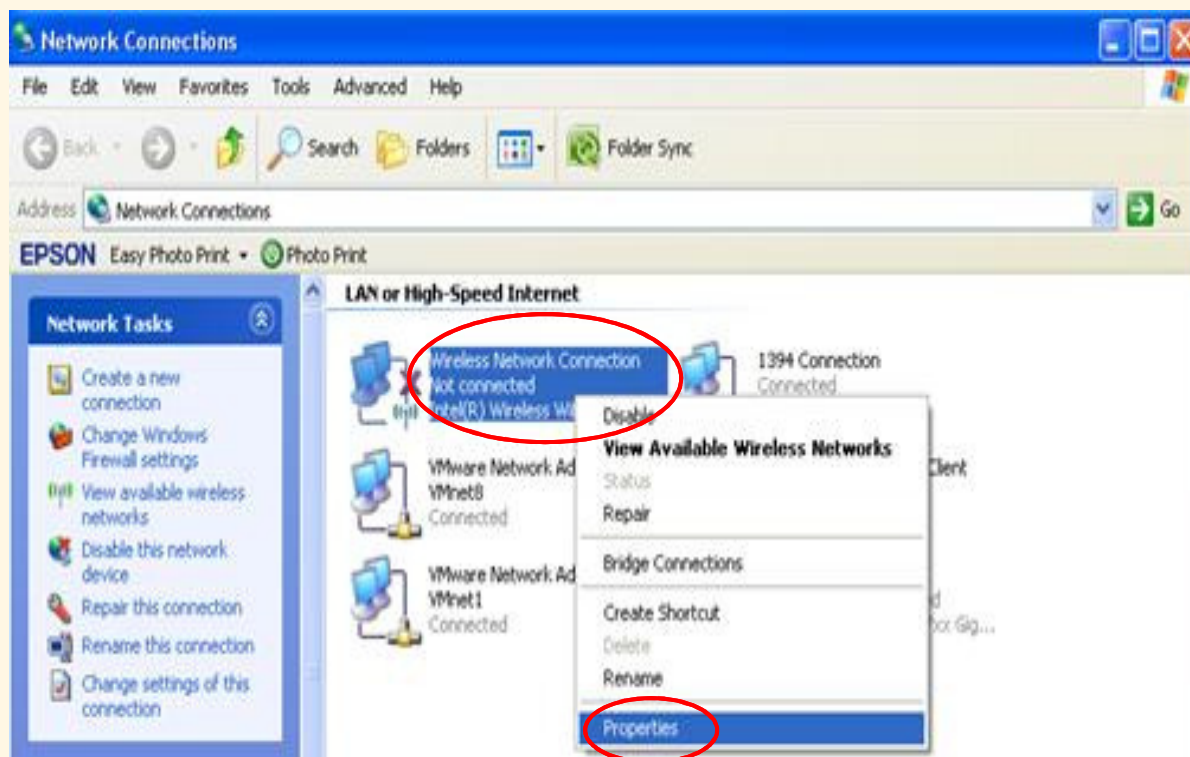 Network Connections
File Edit View Favorites Tools Advanced Help
Back Search Folders Folder Sync
Address Network Connections Go
EPSON Easy Photo Print Photo Print
Network Tasks
Create a new
connection
Change Windows
Firewall settings
View available wireless
networks
Disable this network
device
Repair this connection
Rename this connection
Change settings of this
connection
LAN or High-Speed Internet
Wireless Network Connection
Not connected
Intel(R) Wireless
1394 Connection
Connected
VMware Network Ad
VMnet8
Connected
Client
VMware Network Ad
VMnet1
Connected
Gig...
Disable
View Available Wireless Networks
Status
Repair
Bridge Connections
Create Shortcut
Delete
Rename
Properties